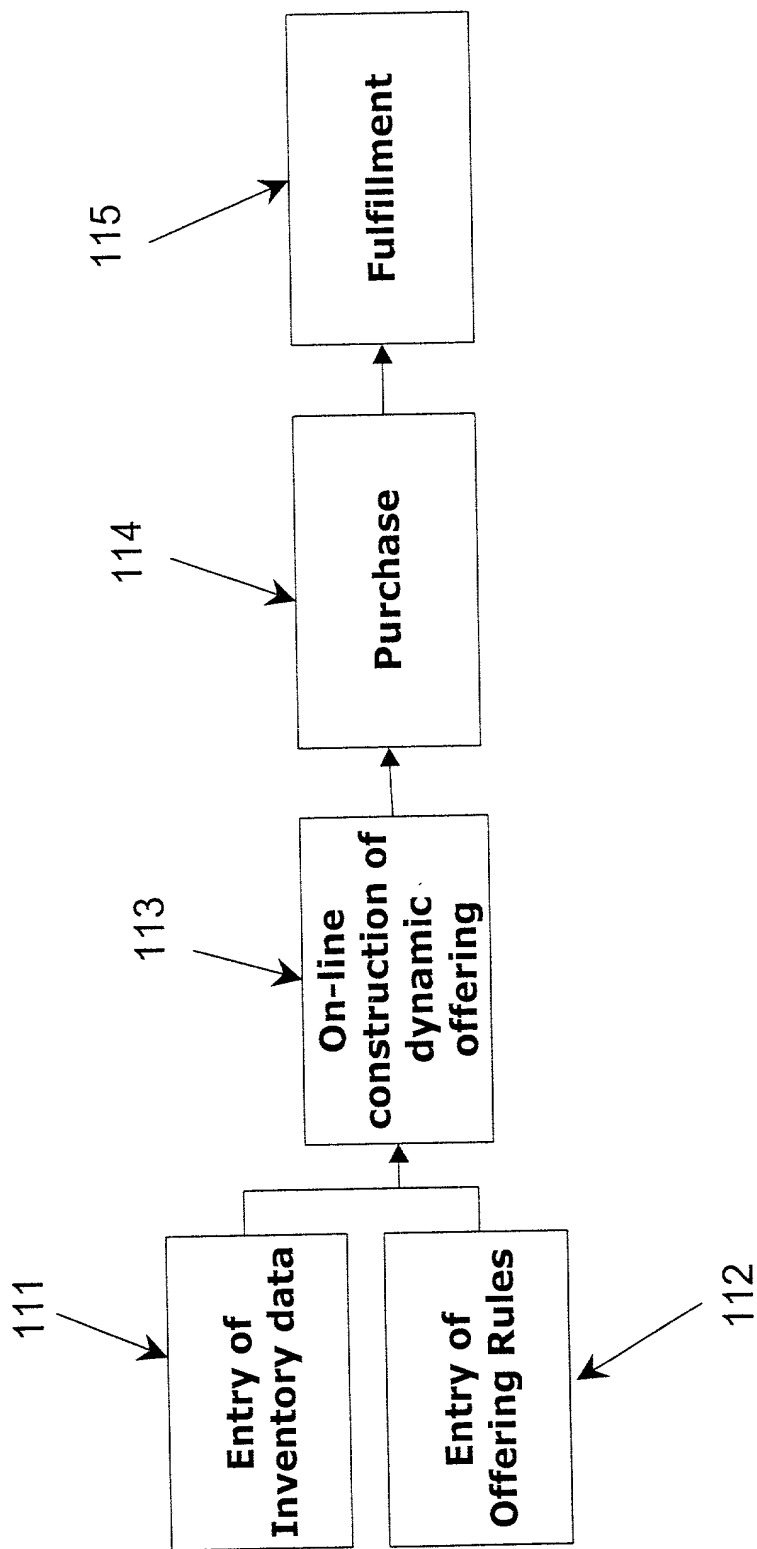 111
Entry of
Inventory data
Entry of
Offering Rules
112
113
On-line
construction of
dynamic
offering
114
Purchase
115
Fulfillment